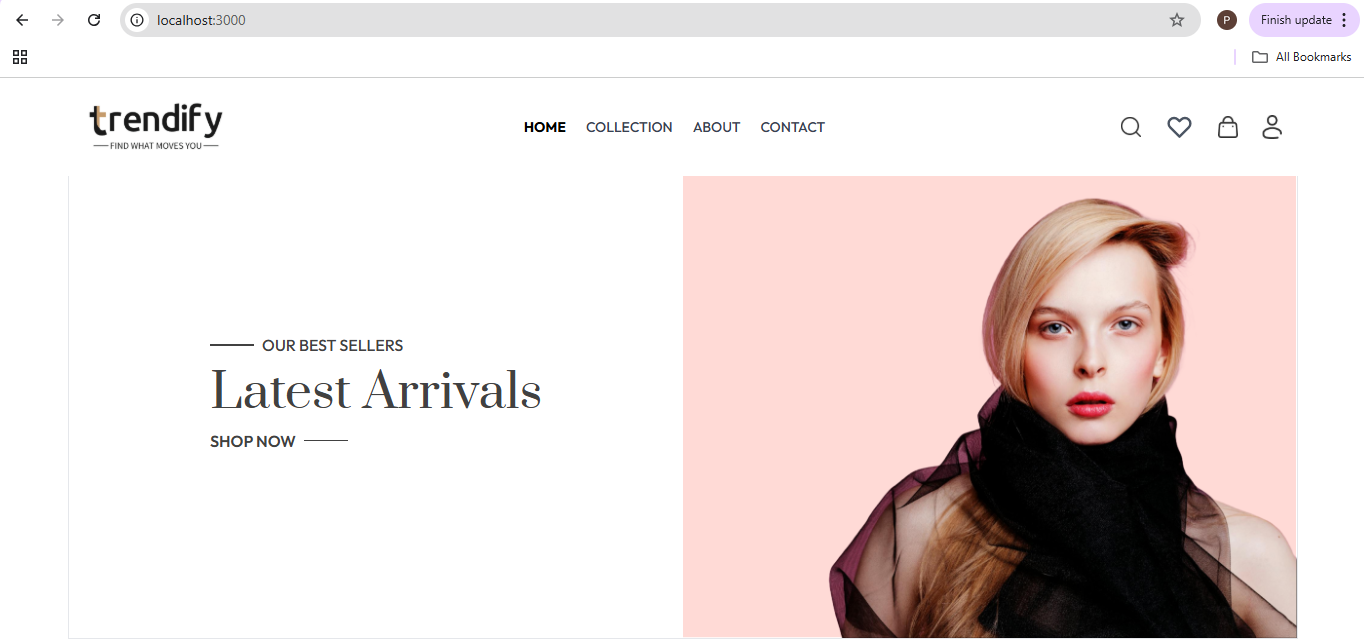 localhost:3000
P
Finish update
All Bookmarks
trendify
FIND WHAT MOVES YOU
HOME COLLECTION ABOUT CONTACT
OUR BEST SELLERS
Latest Arrivals
SHOP NOW